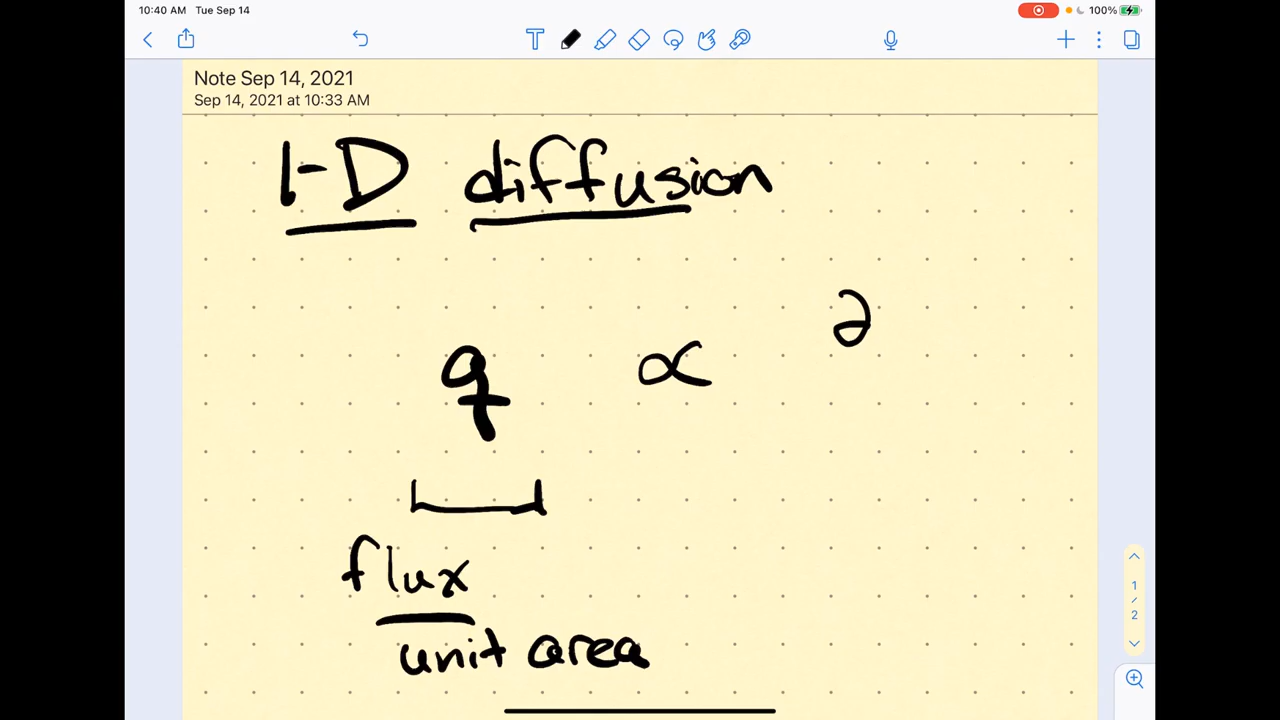 10:40 AM Tue Sep 14 100%
Note Sep 14, 2021
Sep 14, 2021 at 10:33 AM
1-D diffusion
∂
q ∝
flux
unit area
1
/
2